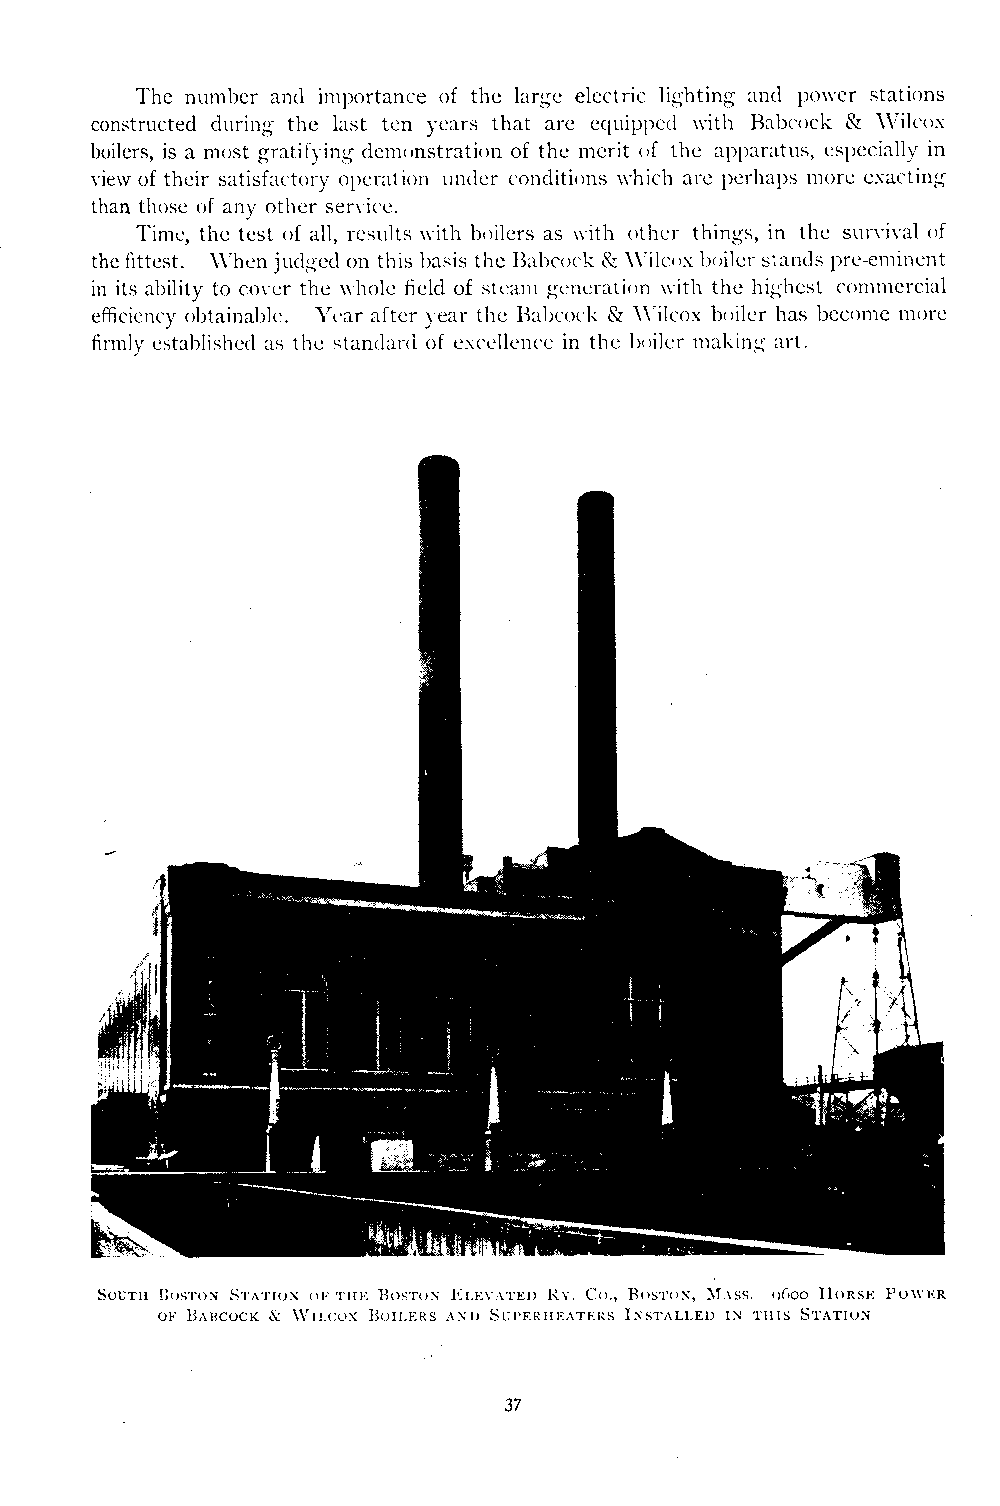 The number and importance of the large electric lighting and power stations
constructed during the last ten years that are equipped with Babcock & Wilcox
boilers, is a most gratifying demonstration of the merit of the apparatus, especially in
view of their satisfactory operation under conditions which are perhaps more exacting
than those of any other service.
Time, the test of all, results with boilers as with other things, in the survival of
the fittest. When judged on this basis the Babcock & Wilcox boiler stands pre-eminent
in its ability to cover the whole field of steam generation with the highest commercial
efficiency obtainable. Year after year the Babcock & Wilcox boiler has become more
firmly established as the standard of excellence in the boiler making art.
South Boston Station of the Boston Elevated Ry. Co., Boston, Mass. 9600 Horse Power
of Babcock & Wilcox Boilers and Superheaters Installed in this Station
37